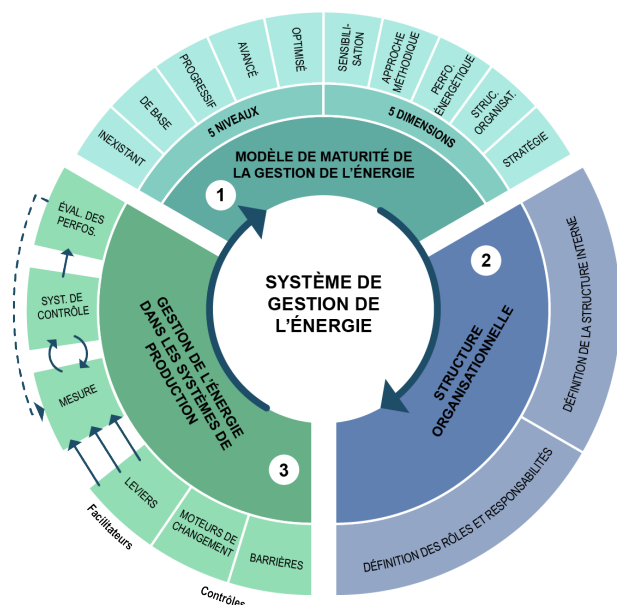 INEXISTANT
DE BASE
PROGRESSIF
AVANCÉ
OPTIMISÉ
SENSIBILI-
SATION
APPROCHE
MÉTHODIQUE
PERFO.
ÉNERGÉTIQUE
STRUC.
ORGANISAT.
STRATÉGIE
5 NIVEAUX
5 DIMENSIONS
MODÈLE DE MATURITÉ DE
LA GESTION DE L'ÉNERGIE
1
SYSTÈME DE
GESTION DE
L'ÉNERGIE
2
STRUCTURE
ORGANISATIONNELLE
DÉFINITION DE LA STRUCTURE INTERNE
DÉFINITION DES RÔLES ET RESPONSABILITÉS
3
GESTION DE L'ÉNERGIE
DANS LES SYSTÈMES DE
PRODUCTION
ÉVAL. DES
PERFOS.
SYST. DE
CONTRÔLE
MESURE
LEVIERS
MOTEURS DE
CHANGEMENT
BARRIÈRES
Facilitateurs
Contrôles